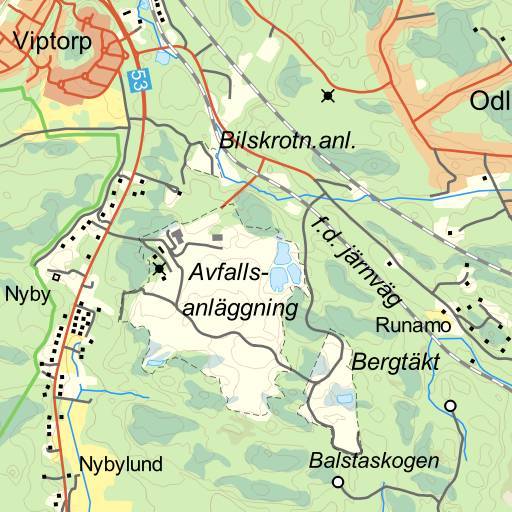 Viptorp
53
Odl
Bilskrotn.anl.
f.d. järnväg
Avfalls-
anläggning
Nyby
Runamo
Bergtäkt
Balstaskogen
Nybylund